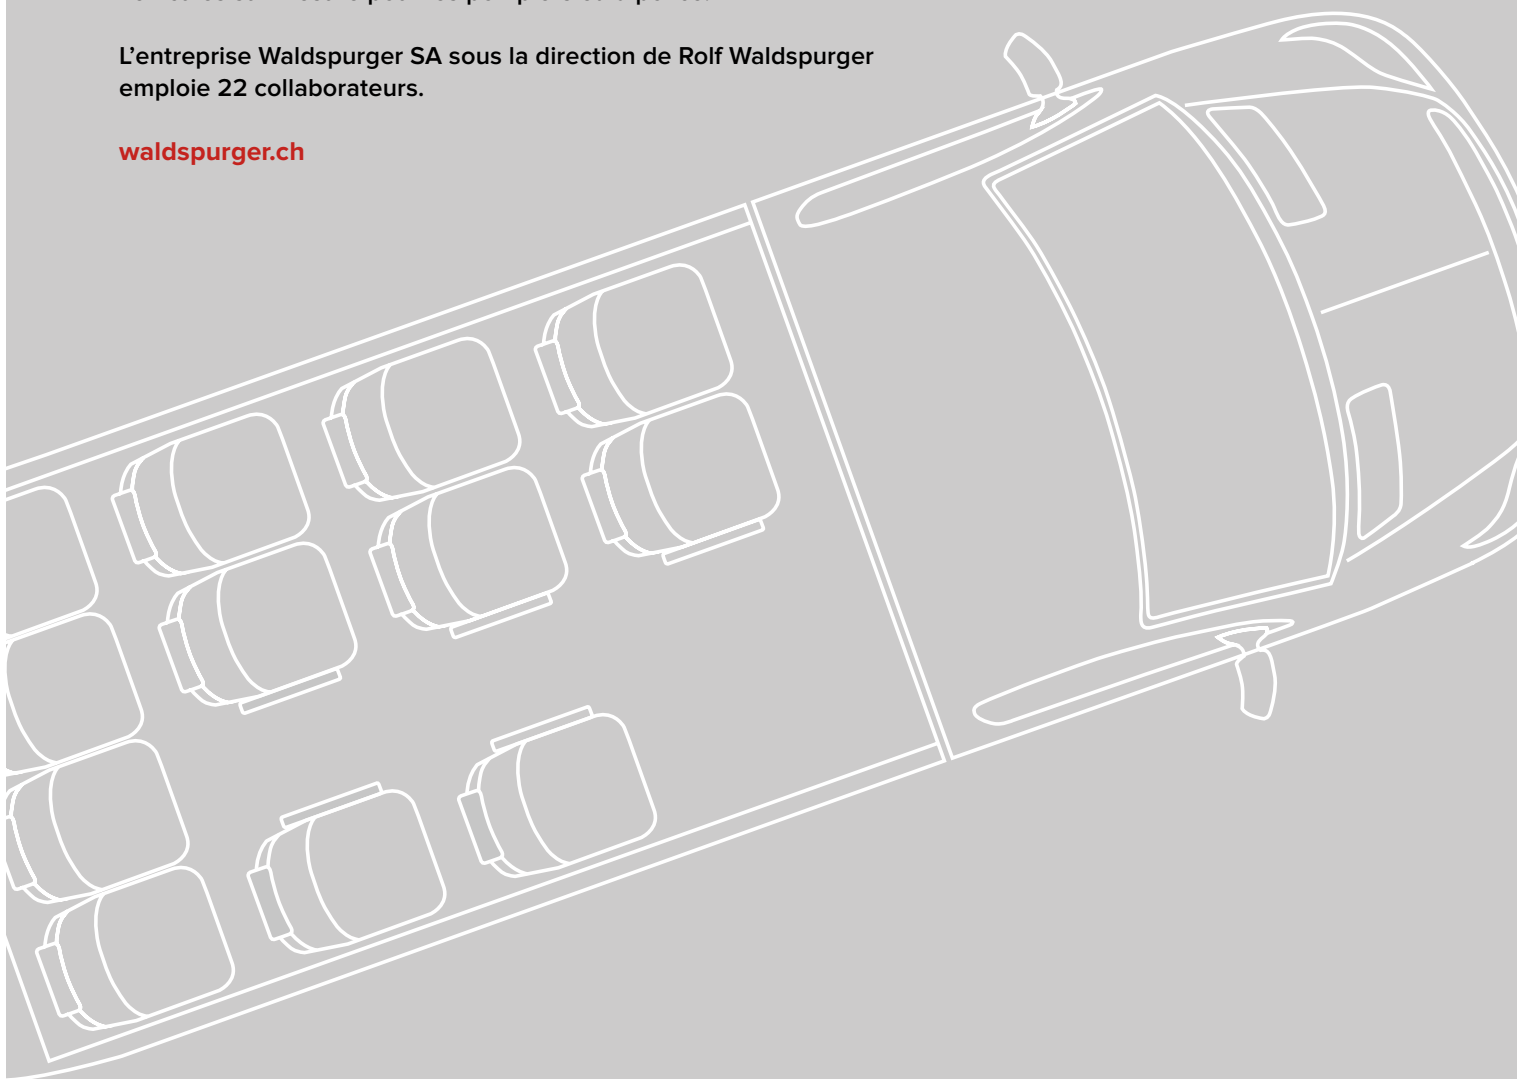 L’entreprise Waldspurger SA sous la direction de Rolf Waldspurger
emploie 22 collaborateurs.
waldspurger.ch